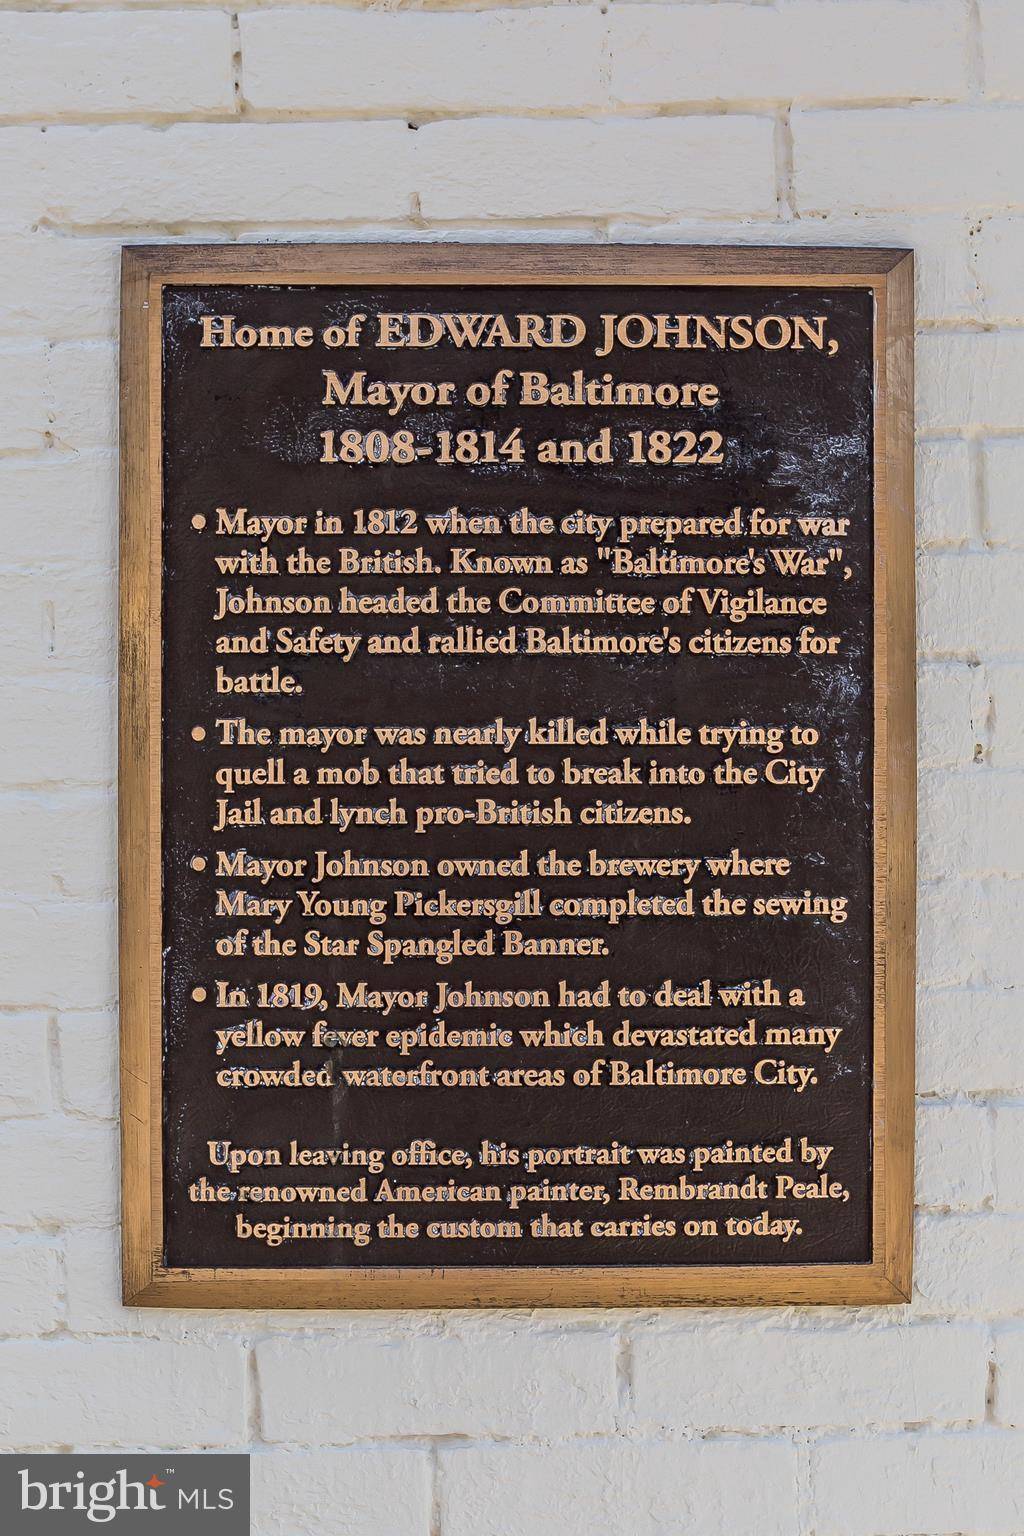 Home of EDWARD JOHNSON,
Mayor of Baltimore
1808-1814 and 1822
• Mayor in 1812 when the city prepared for war
with the British. Known as "Baltimore's War",
Johnson headed the Committee of Vigilance
and Safety and rallied Baltimore's citizens for
battle.
• The mayor was nearly killed while trying to
quell a mob that tried to break into the City
Jail and lynch pro-British citizens.
• Mayor Johnson owned the brewery where
Mary Young Pickersgill completed the sewing
of the Star Spangled Banner.
• In 1819, Mayor Johnson had to deal with a
yellow fever epidemic which devastated many
crowded waterfront areas of Baltimore City.
Upon leaving office, his portrait was painted by
the renowned American painter, Rembrandt Peale,
beginning the custom that carries on today.
bright™ MLS